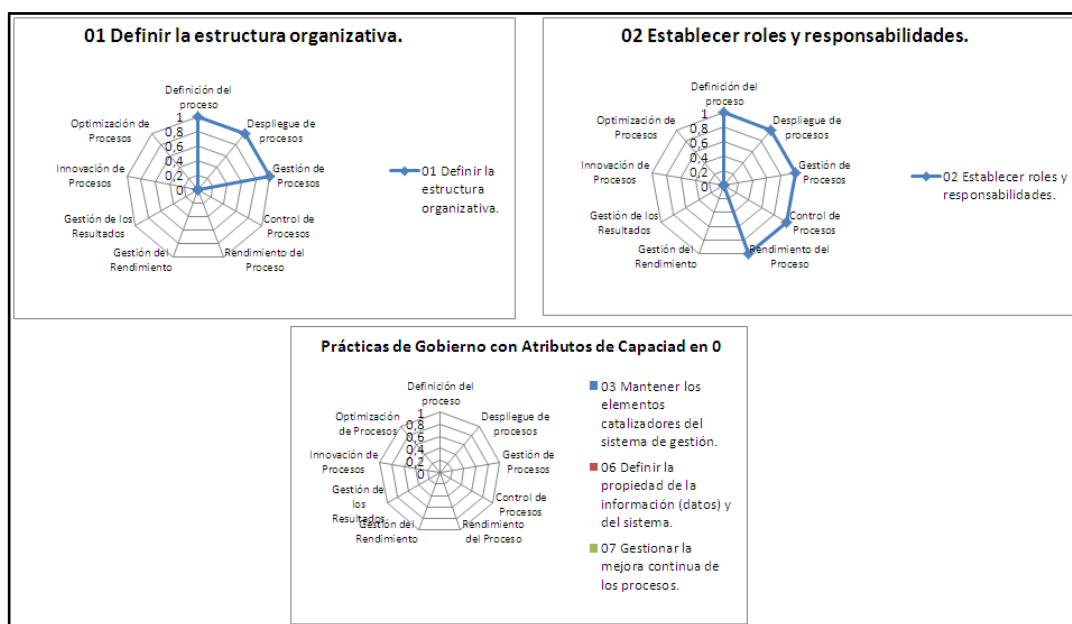 01 Definir la estructura organizativa.
Definición del
proceso
Despliegue de
procesos
Gestión de
Procesos
Control de
Procesos
Rendimiento del
Proceso
Gestión del
Rendimiento
Gestión de los
Resultados
Innovación de
Procesos
Optimización de
Procesos
1
0,8
0,6
0,4
0,2
0
01 Definir la
estructura
organizativa.
02 Establecer roles y responsabilidades.
Definición del
proceso
Despliegue de
procesos
Gestión de
Procesos
Control de
Procesos
Rendimiento del
Proceso
Gestión del
Rendimiento
Gestión de los
Resultados
Innovación de
Procesos
Optimización de
Procesos
1
0,8
0,6
0,4
0,2
0
02 Establecer roles y
responsabilidades.
Prácticas de Gobierno con Atributos de Capaciad en 0
Definición del
proceso
Despliegue de
procesos
Gestión de
Procesos
Control de
Procesos
Rendimiento
del Proceso
Gestión del
Rendimiento
Gestión de
los
Resultados
Innovación de
Procesos
Optimización
de Procesos
1
0,8
0,6
0,4
0,2
0
03 Mantener los
elementos
catalizadores del
sistema de gestión.
06 Definir la
propiedad de la
información (datos) y
del sistema.
07 Gestionar la
mejora continua de
los procesos.